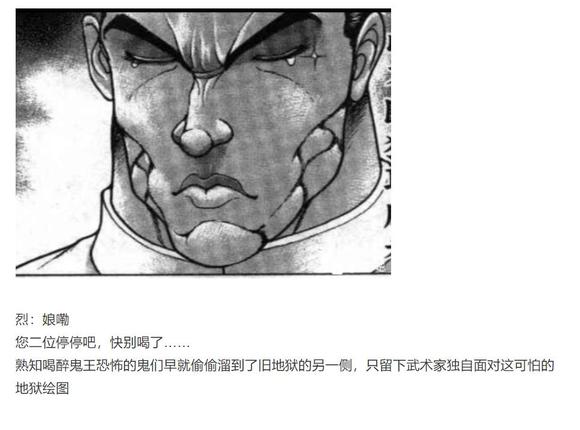 烈：娘嘞
您二位停停吧，快别喝了……
熟知喝醉鬼王恐怖的鬼们早就偷偷溜到了旧地狱的另一侧，只留下武术家独自面对这可怕的
地狱绘图